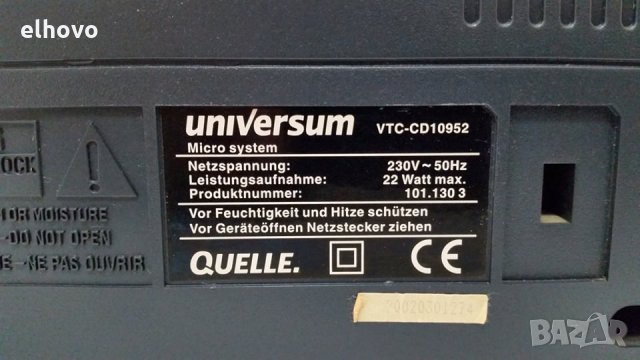 elhovo
universum VTC-CD10952
Micro system
Netzspannung: 230V ~ 50Hz
Leistungsaufnahme: 22 Watt max.
Produktnummer: 101.130 3
Vor Feuchtigkeit und Hitze schützen
Vor Geräteöffnen Netzstecker ziehen
QUELLE. CE
OCK
OR MOISTURE
-DO NOT OPEN
-NE PAS OUVRIR
BAZAR